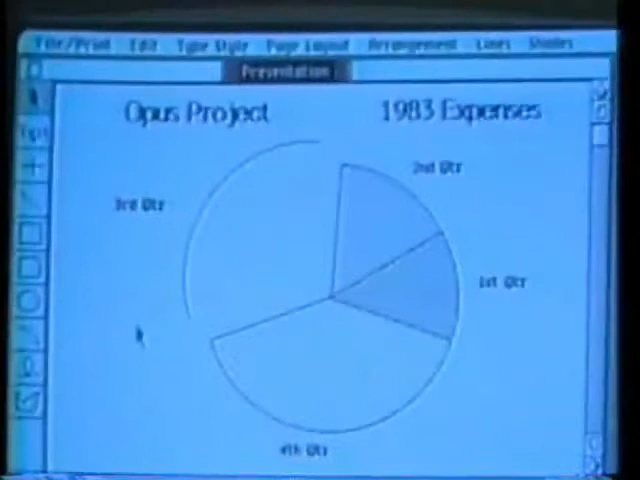 File/Print Edit Type Style Page Layout Arrangement Lines Shades
Presentation
Opus Project 1983 Expenses
2nd Qtr
3rd Qtr
1st Qtr
4th Qtr